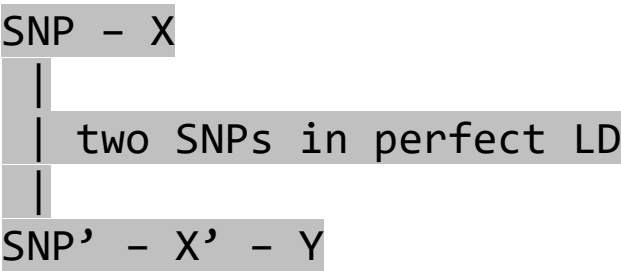 SNP – X
|
| two SNPs in perfect LD
|
SNP’ – X’ – Y